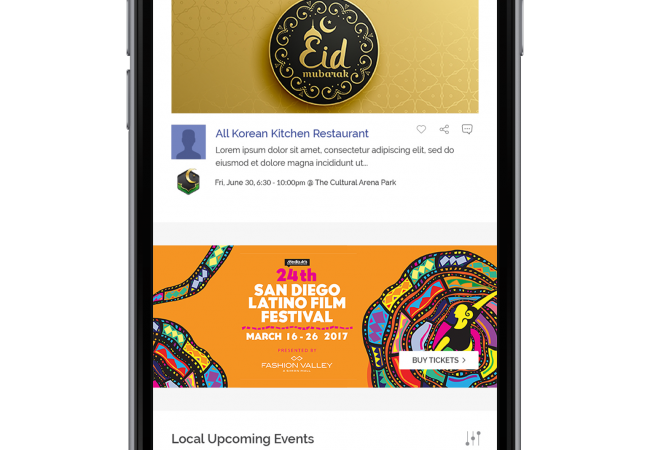 Eid
mubarak
All Korean Kitchen Restaurant
Lorem ipsum dolor sit amet, consectetur adipiscing elit, sed do
eiusmod et dolore magna incididunt ut...
Fri, June 30, 6:30 - 10:00pm @ The Cultural Arena Park
24th
SAN DIEGO
LATINO FILM
FESTIVAL
MARCH 16 - 26 2017
PRESENTED BY
FASHION VALLEY
BUY TICKETS >
Local Upcoming Events